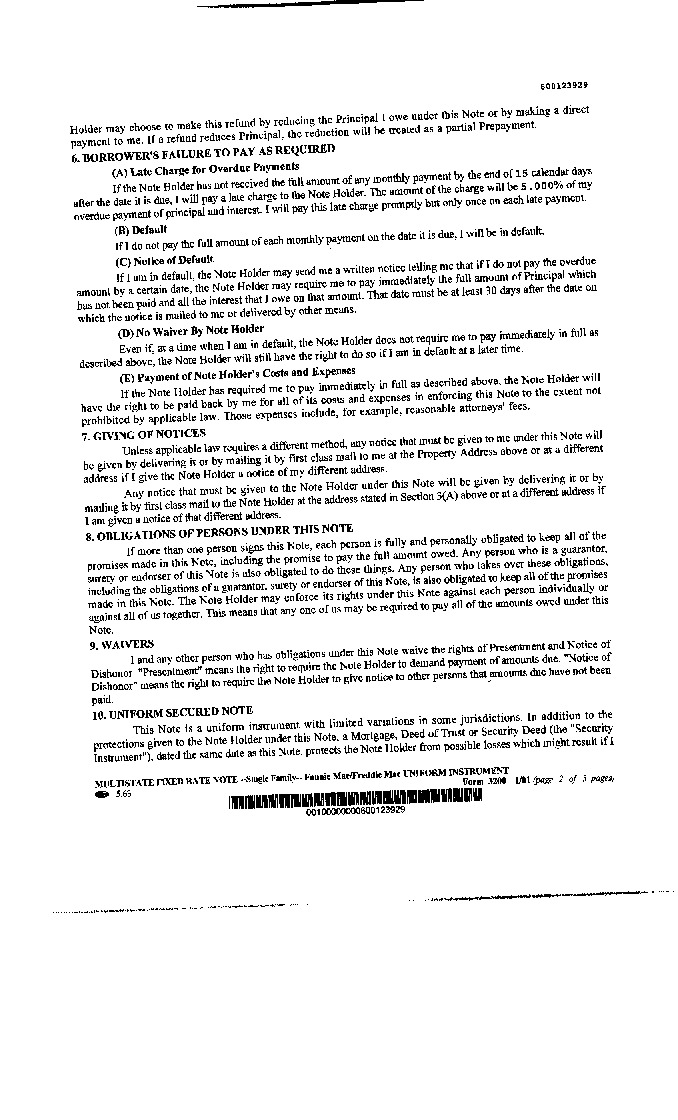 600123929
Holder may choose to make this refund by reducing the Principal I owe under this Note or by making a direct
payment to me. If a refund reduces Principal, the reduction will be treated as a partial Prepayment.
6. BORROWER'S FAILURE TO PAY AS REQUIRED
(A) Late Charge for Overdue Payments
If the Note Holder has not received the full amount of any monthly payment by the end of 15 calendar days
after the date it is due, I will pay a late charge to the Note Holder. The amount of the charge will be 5.000% of my
overdue payment of principal and interest. I will pay this late charge promptly but only once on each late payment.
(B) Default
If I do not pay the full amount of each monthly payment on the date it is due, I will be in default.
(C) Notice of Default
If I am in default, the Note Holder may send me a written notice telling me that if I do not pay the overdue
amount by a certain date, the Note Holder may require me to pay immediately the full amount of Principal which
has not been paid and all the interest that I owe on that amount. That date must be at least 30 days after the date on
which the notice is mailed to me or delivered by other means.
(D) No Waiver By Note Holder
Even if, at a time when I am in default, the Note Holder does not require me to pay immediately in full as
described above, the Note Holder will still have the right to do so if I am in default at a later time.
(E) Payment of Note Holder's Costs and Expenses
If the Note Holder has required me to pay immediately in full as described above, the Note Holder will
have the right to be paid back by me for all of its costs and expenses in enforcing this Note to the extent not
prohibited by applicable law. Those expenses include, for example, reasonable attorneys' fees.
7. GIVING OF NOTICES
Unless applicable law requires a different method, any notice that must be given to me under this Note will
be given by delivering it or by mailing it by first class mail to me at the Property Address above or at a different
address if I give the Note Holder a notice of my different address.
Any notice that must be given to the Note Holder under this Note will be given by delivering it or by
mailing it by first class mail to the Note Holder at the address stated in Section 3(A) above or at a different address if
I am given a notice of that different address.
8. OBLIGATIONS OF PERSONS UNDER THIS NOTE
If more than one person signs this Note, each person is fully and personally obligated to keep all of the
promises made in this Note, including the promise to pay the full amount owed. Any person who is a guarantor,
surety or endorser of this Note is also obligated to do these things. Any person who takes over these obligations,
including the obligations of a guarantor, surety or endorser of this Note, is also obligated to keep all of the promises
made in this Note. The Note Holder may enforce its rights under this Note against each person individually or
against all of us together. This means that any one of us may be required to pay all of the amounts owed under this
Note.
9. WAIVERS
I and any other person who has obligations under this Note waive the rights of Presentment and Notice of
Dishonor "Presentment" means the right to require the Note Holder to demand payment of amounts due. "Notice of
Dishonor" means the right to require the Note Holder to give notice to other persons that amounts due have not been
paid.
10. UNIFORM SECURED NOTE
This Note is a uniform instrument with limited variations in some jurisdictions. In addition to the
protections given to the Note Holder under this Note, a Mortgage, Deed of Trust or Security Deed (the "Security
Instrument"), dated the same date as this Note, protects the Note Holder from possible losses which might result if I
MULTISTATE FIXED RATE NOTE --Single Family-- Fannie Mae/Freddie Mac UNIFORM INSTRUMENT
Form 3200 1/01 (page 2 of 3 pages)
5.65
00100000000600123929